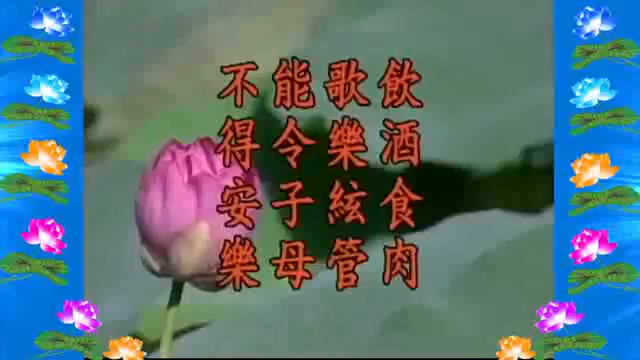 飲酒食肉
歌樂絃管
能令子母
不得安樂